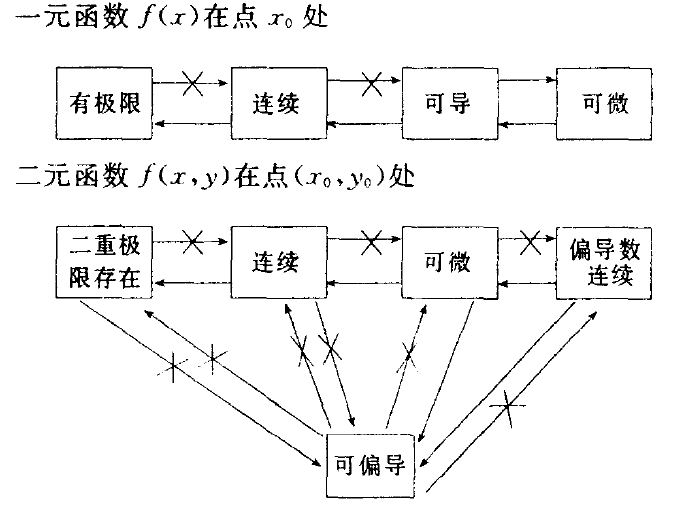 一元函数 f(x)在点 x₀ 处
有极限 连续 可导 可微
二元函数 f(x,y)在点(x₀,y₀)处
二重极 连续 可微 偏导数
限存在 连续
可偏导